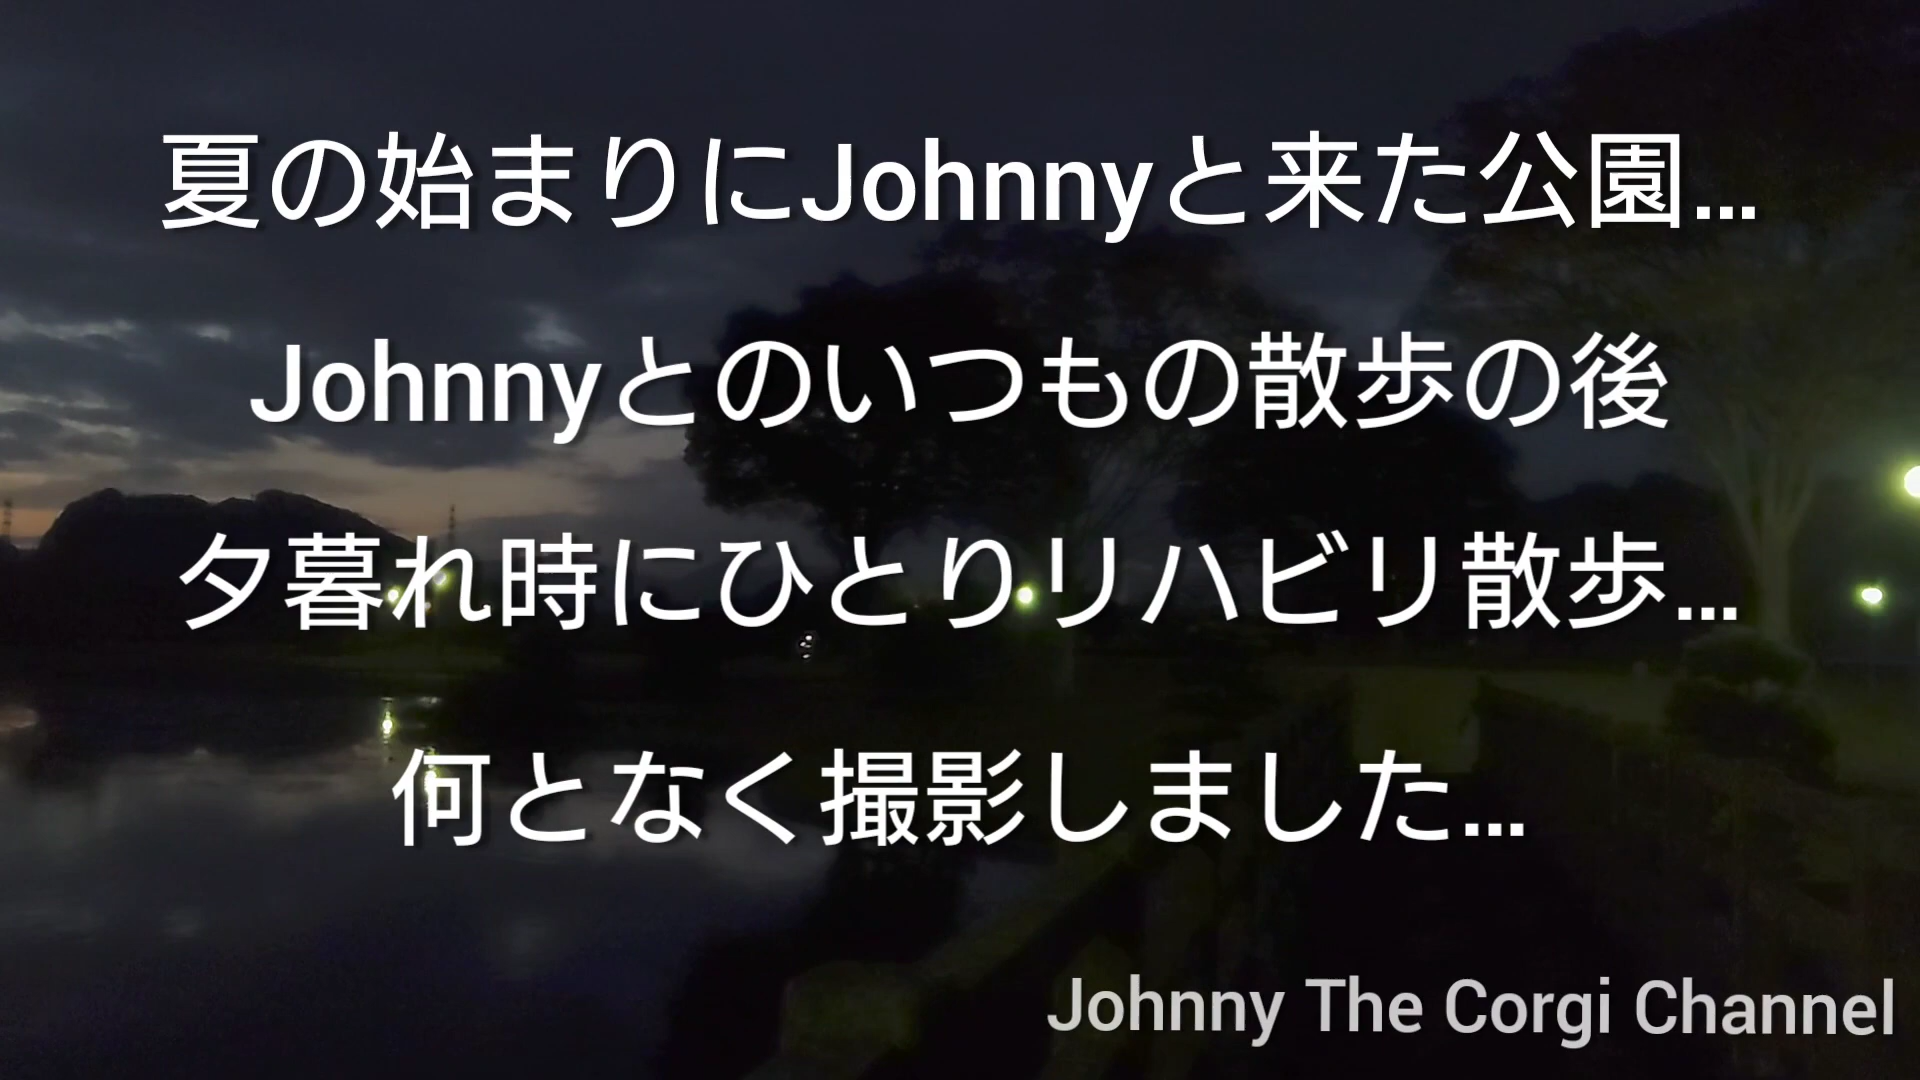 夏の始まりにJohnnyと来た公園...
Johnnyとのいつもの散歩の後
夕暮れ時にひとりリハビリ散歩...
何となく撮影しました...
Johnny The Corgi Channel